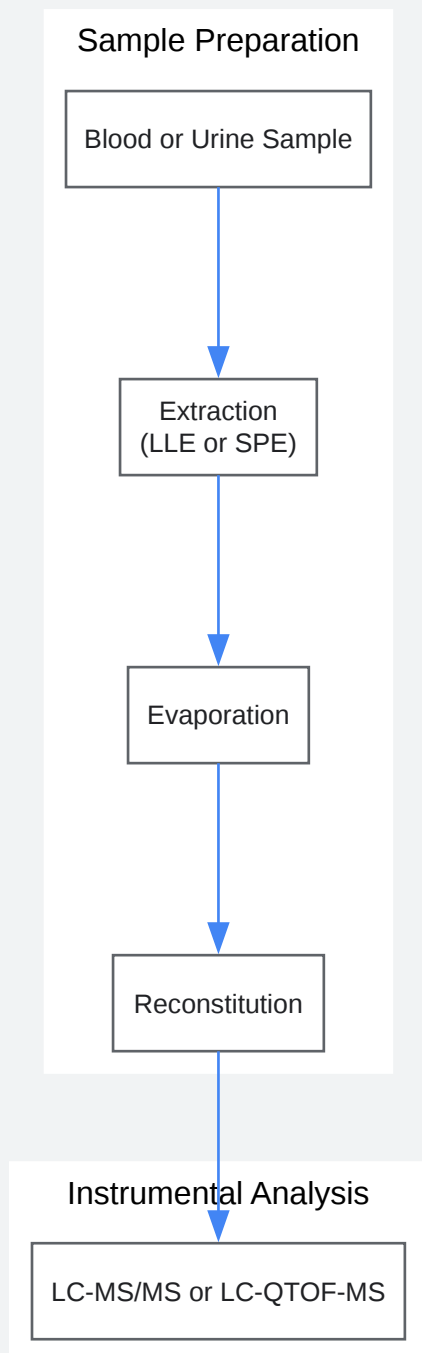 Sample Preparation
Blood or Urine Sample
Extraction
(LLE or SPE)
Evaporation
Reconstitution
Instrumental Analysis
LC-MS/MS or LC-QTOF-MS